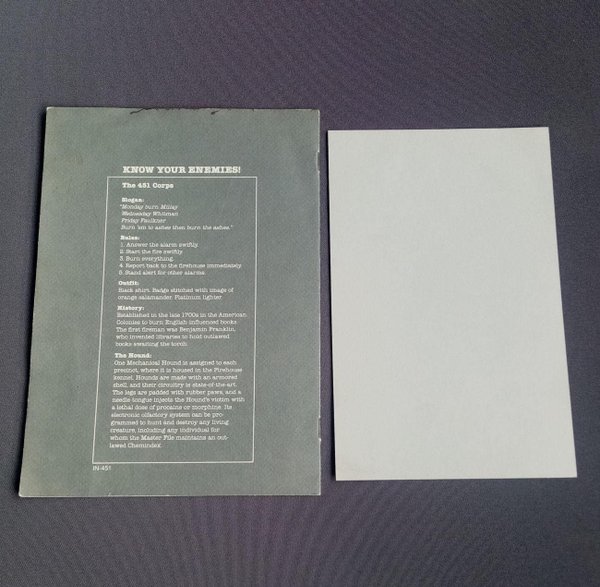 KNOW YOUR ENEMIES!
The 451 Corps
Slogan:
"Monday burn Millay
Wednesday Whitman
Friday Faulkner
Burn 'em to ashes then burn the ashes."
Rules:
1. Answer the alarm swiftly.
2. Start the fire swiftly.
3. Burn everything.
4. Report back to the firehouse immediately.
5. Stand alert for other alarms.
Outfit:
Black shirt. Badge stitched with image of
orange salamander. Platinum lighter.
History:
Established in the late 1700s in the American
Colonies to burn English influenced books.
The first fireman was Benjamin Franklin,
who invented libraries to hoot outlawed
books awaiting the torch.
The Hound:
One Mechanical Hound is assigned to each
precinct, where it is housed in the Firehouse
kennel. Hounds are made with an armored
shell, and their circuitry is state-of-the-art.
The legs are padded with rubber paws, and a
needle tongue injects the Hound's victim with
a lethal dose of procaine or morphine. Its
electronic olfactory system can be pro-
grammed to hunt and destroy any living
creature, including any individual for
whom the Master File maintains an out-
lawed Chemindex.
IN-451